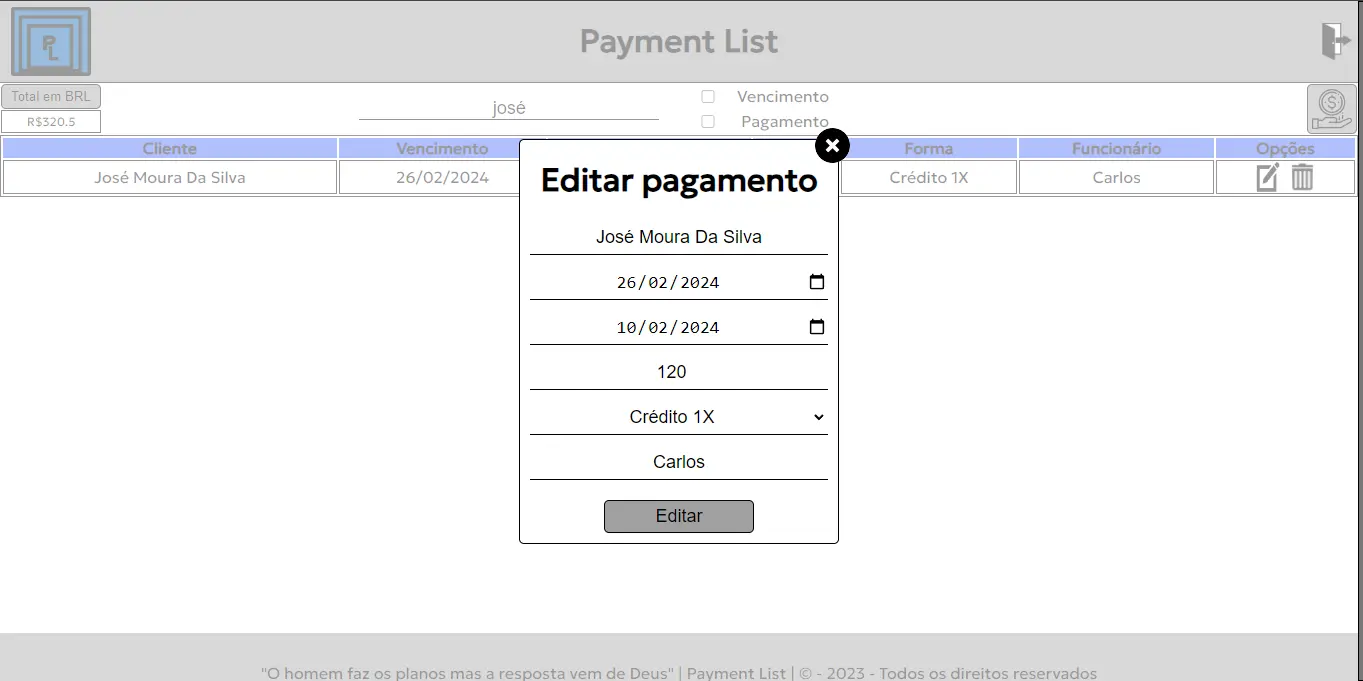 PL
Payment List
Total em BRL
R$320.5
josé
Vencimento
Pagamento
Cliente Vencimento Forma Funcionário Opções
José Moura Da Silva 26/02/2024 Crédito 1X Carlos
Editar pagamento
José Moura Da Silva
26/02/2024
10/02/2024
120
Crédito 1X
Carlos
Editar
"O homem faz os planos mas a resposta vem de Deus" | Payment List | © - 2023 - Todos os direitos reservados